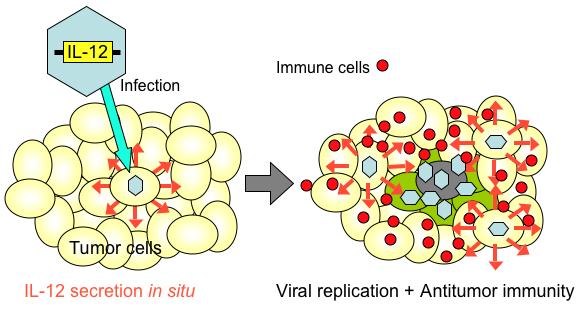 IL-12
Infection
Immune cells
Tumor cells
IL-12 secretion in situ
Viral replication + Antitumor immunity